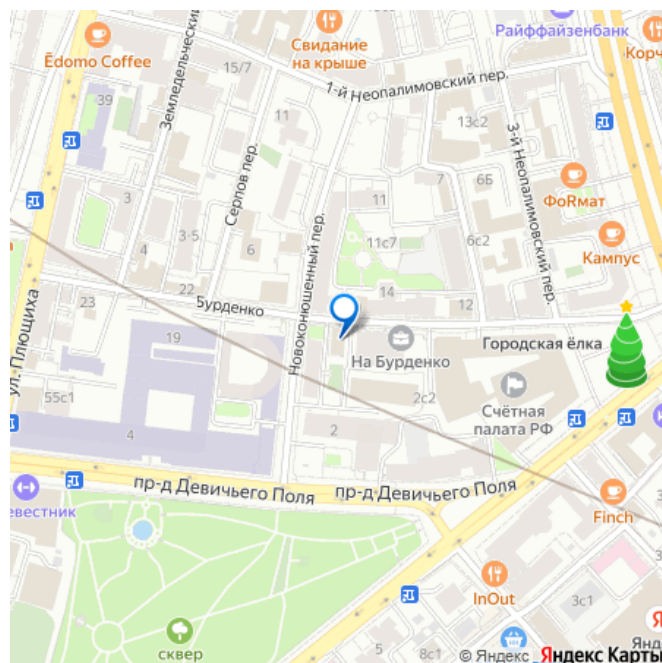 Ēdomo Coffee
Земледельческий
15/7
Свидание
на крыше
Райффайзенбанк
Корч
1-й Неопалимовский пер.
39
11
13с2
3-й Неопалимовский пер.
Серпов пер.
3
11
7
6Б
ФоRмат
4
3-5
6
11с7
6с2
Кампус
Новоконюшенный пер.
22
14
12
23
Бурденко
ул. Плющиха
19
На Бурденко
Городская ёлка
55с1
2с2
Счётная
палата РФ
4
2
пр-д Девичьего Поля
пр-д Девичьего Поля
евестник
Finch
InOut
3с1
сквер
5
8с1
Янд
© Яндекс Яндекс Карты